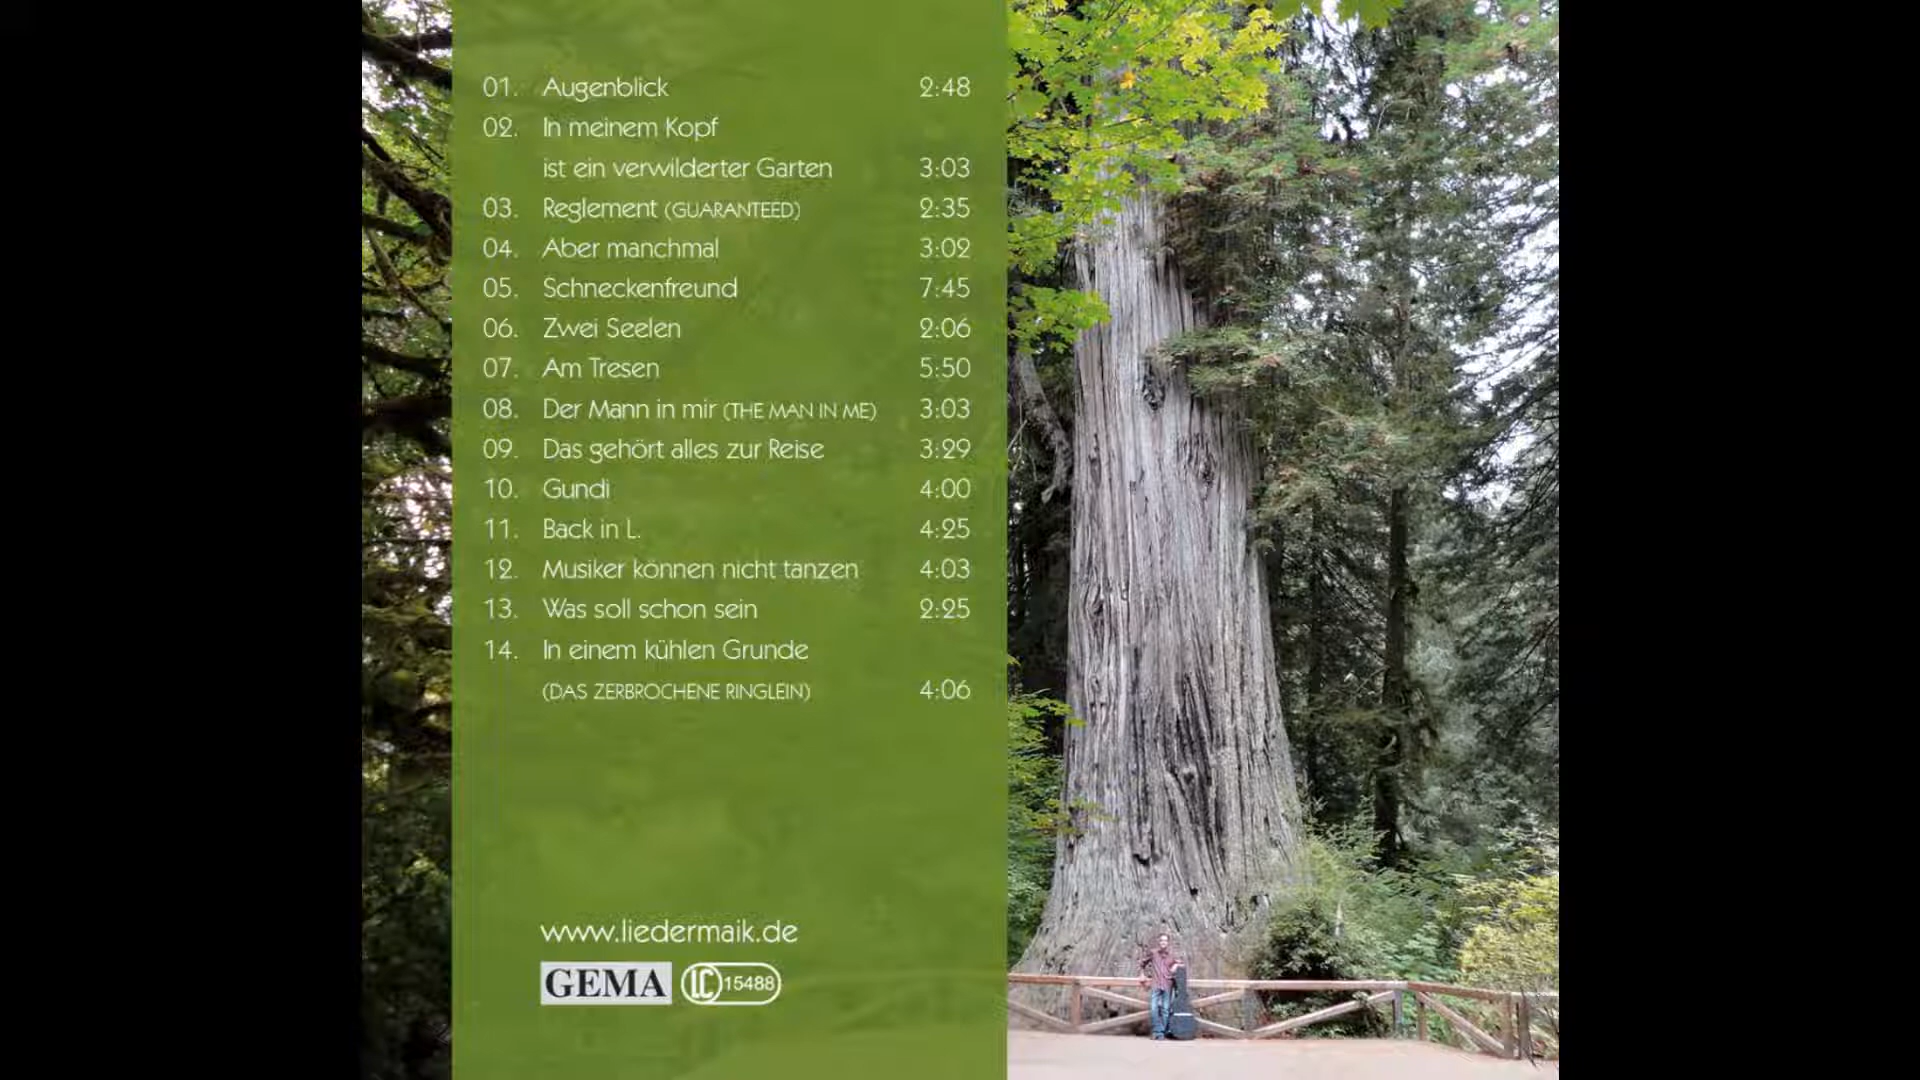 01. Augenblick 2:48
02. In meinem Kopf
ist ein verwilderter Garten 3:03
03. Reglement (GUARANTEED) 2:35
04. Aber manchmal 3:02
05. Schneckenfreund 7:45
06. Zwei Seelen 2:06
07. Am Tresen 5:50
08. Der Mann in mir (THE MAN IN ME) 3:03
09. Das gehört alles zur Reise 3:29
10. Gundi 4:00
11. Back in L. 4:25
12. Musiker können nicht tanzen 4:03
13. Was soll schon sein 2:25
14. In einem kühlen Grunde
(DAS ZERBROCHENE RINGLEIN) 4:06
www.liedermaik.de
GEMA LC 15488